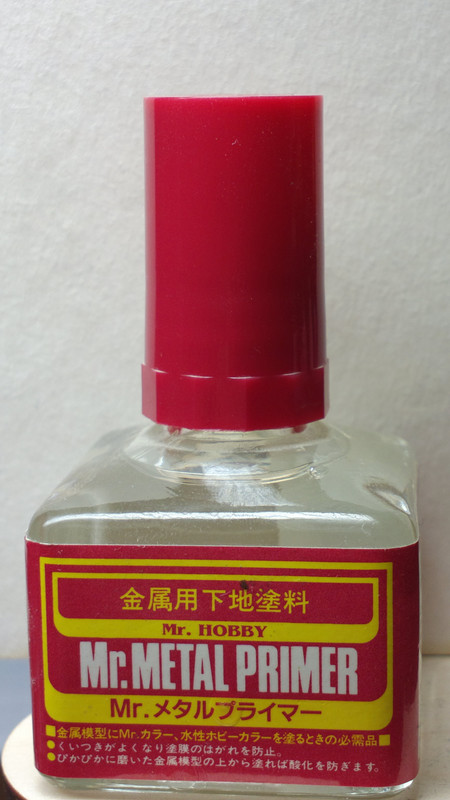 金属用下地塗料
Mr. HOBBY
Mr.METAL PRIMER
Mr.メタルプライマー
■金属模型にMr.カラー、水性ホビーカラーを塗るときの必需品■
●くいつきがよくなり塗膜のはがれを防止。
●ぴかぴかに磨いた金属模型の上から塗れば酸化を防ぎます。